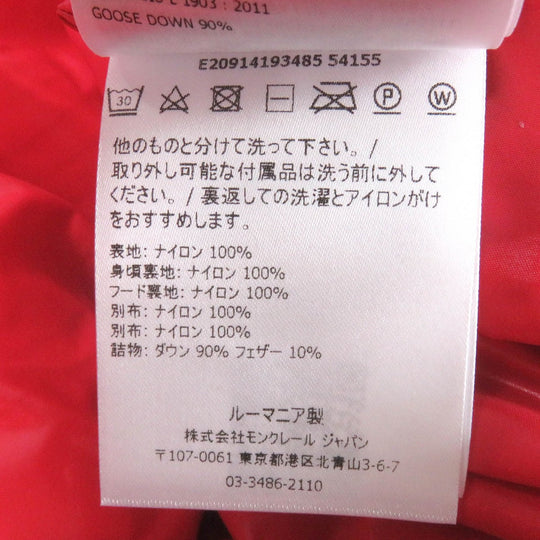 1903 : 2011
GOOSE DOWN 90%
E20914193485 54155
30
P
W
他のものと分けて洗って下さい。/
取り外し可能な付属品は洗う前に外して
ください。/ 裏返しての洗濯とアイロンがけ
をおすすめします。
表地: ナイロン 100%
身頃裏地: ナイロン 100%
フード裏地: ナイロン 100%
別布: ナイロン 100%
別布: ナイロン 100%
詰物: ダウン 90% フェザー 10%
ルーマニア製
株式会社モンクレール ジャパン
〒107-0061 東京都港区北青山3-6-7
03-3486-2110